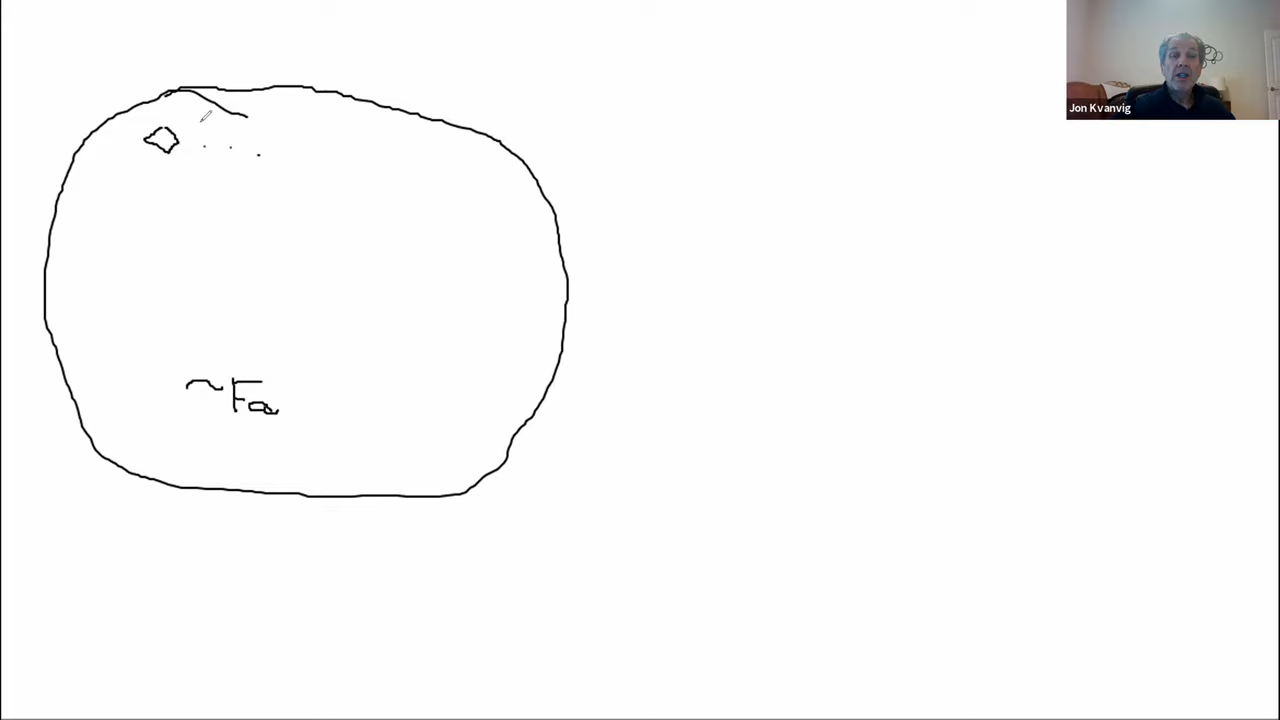 Jon Kvanvig
◇ . . .
~Fa